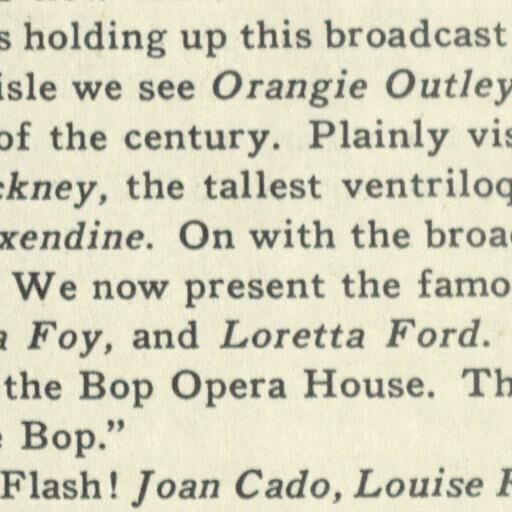 s holding up this broadcast
isle we see Orangie Outley
of the century. Plainly vis
ckney, the tallest ventriloq
xendine. On with the broa
We now present the famo
a Foy, and Loretta Ford.
the Bop Opera House. Th
e Bop.”
Flash! Joan Cado, Louise